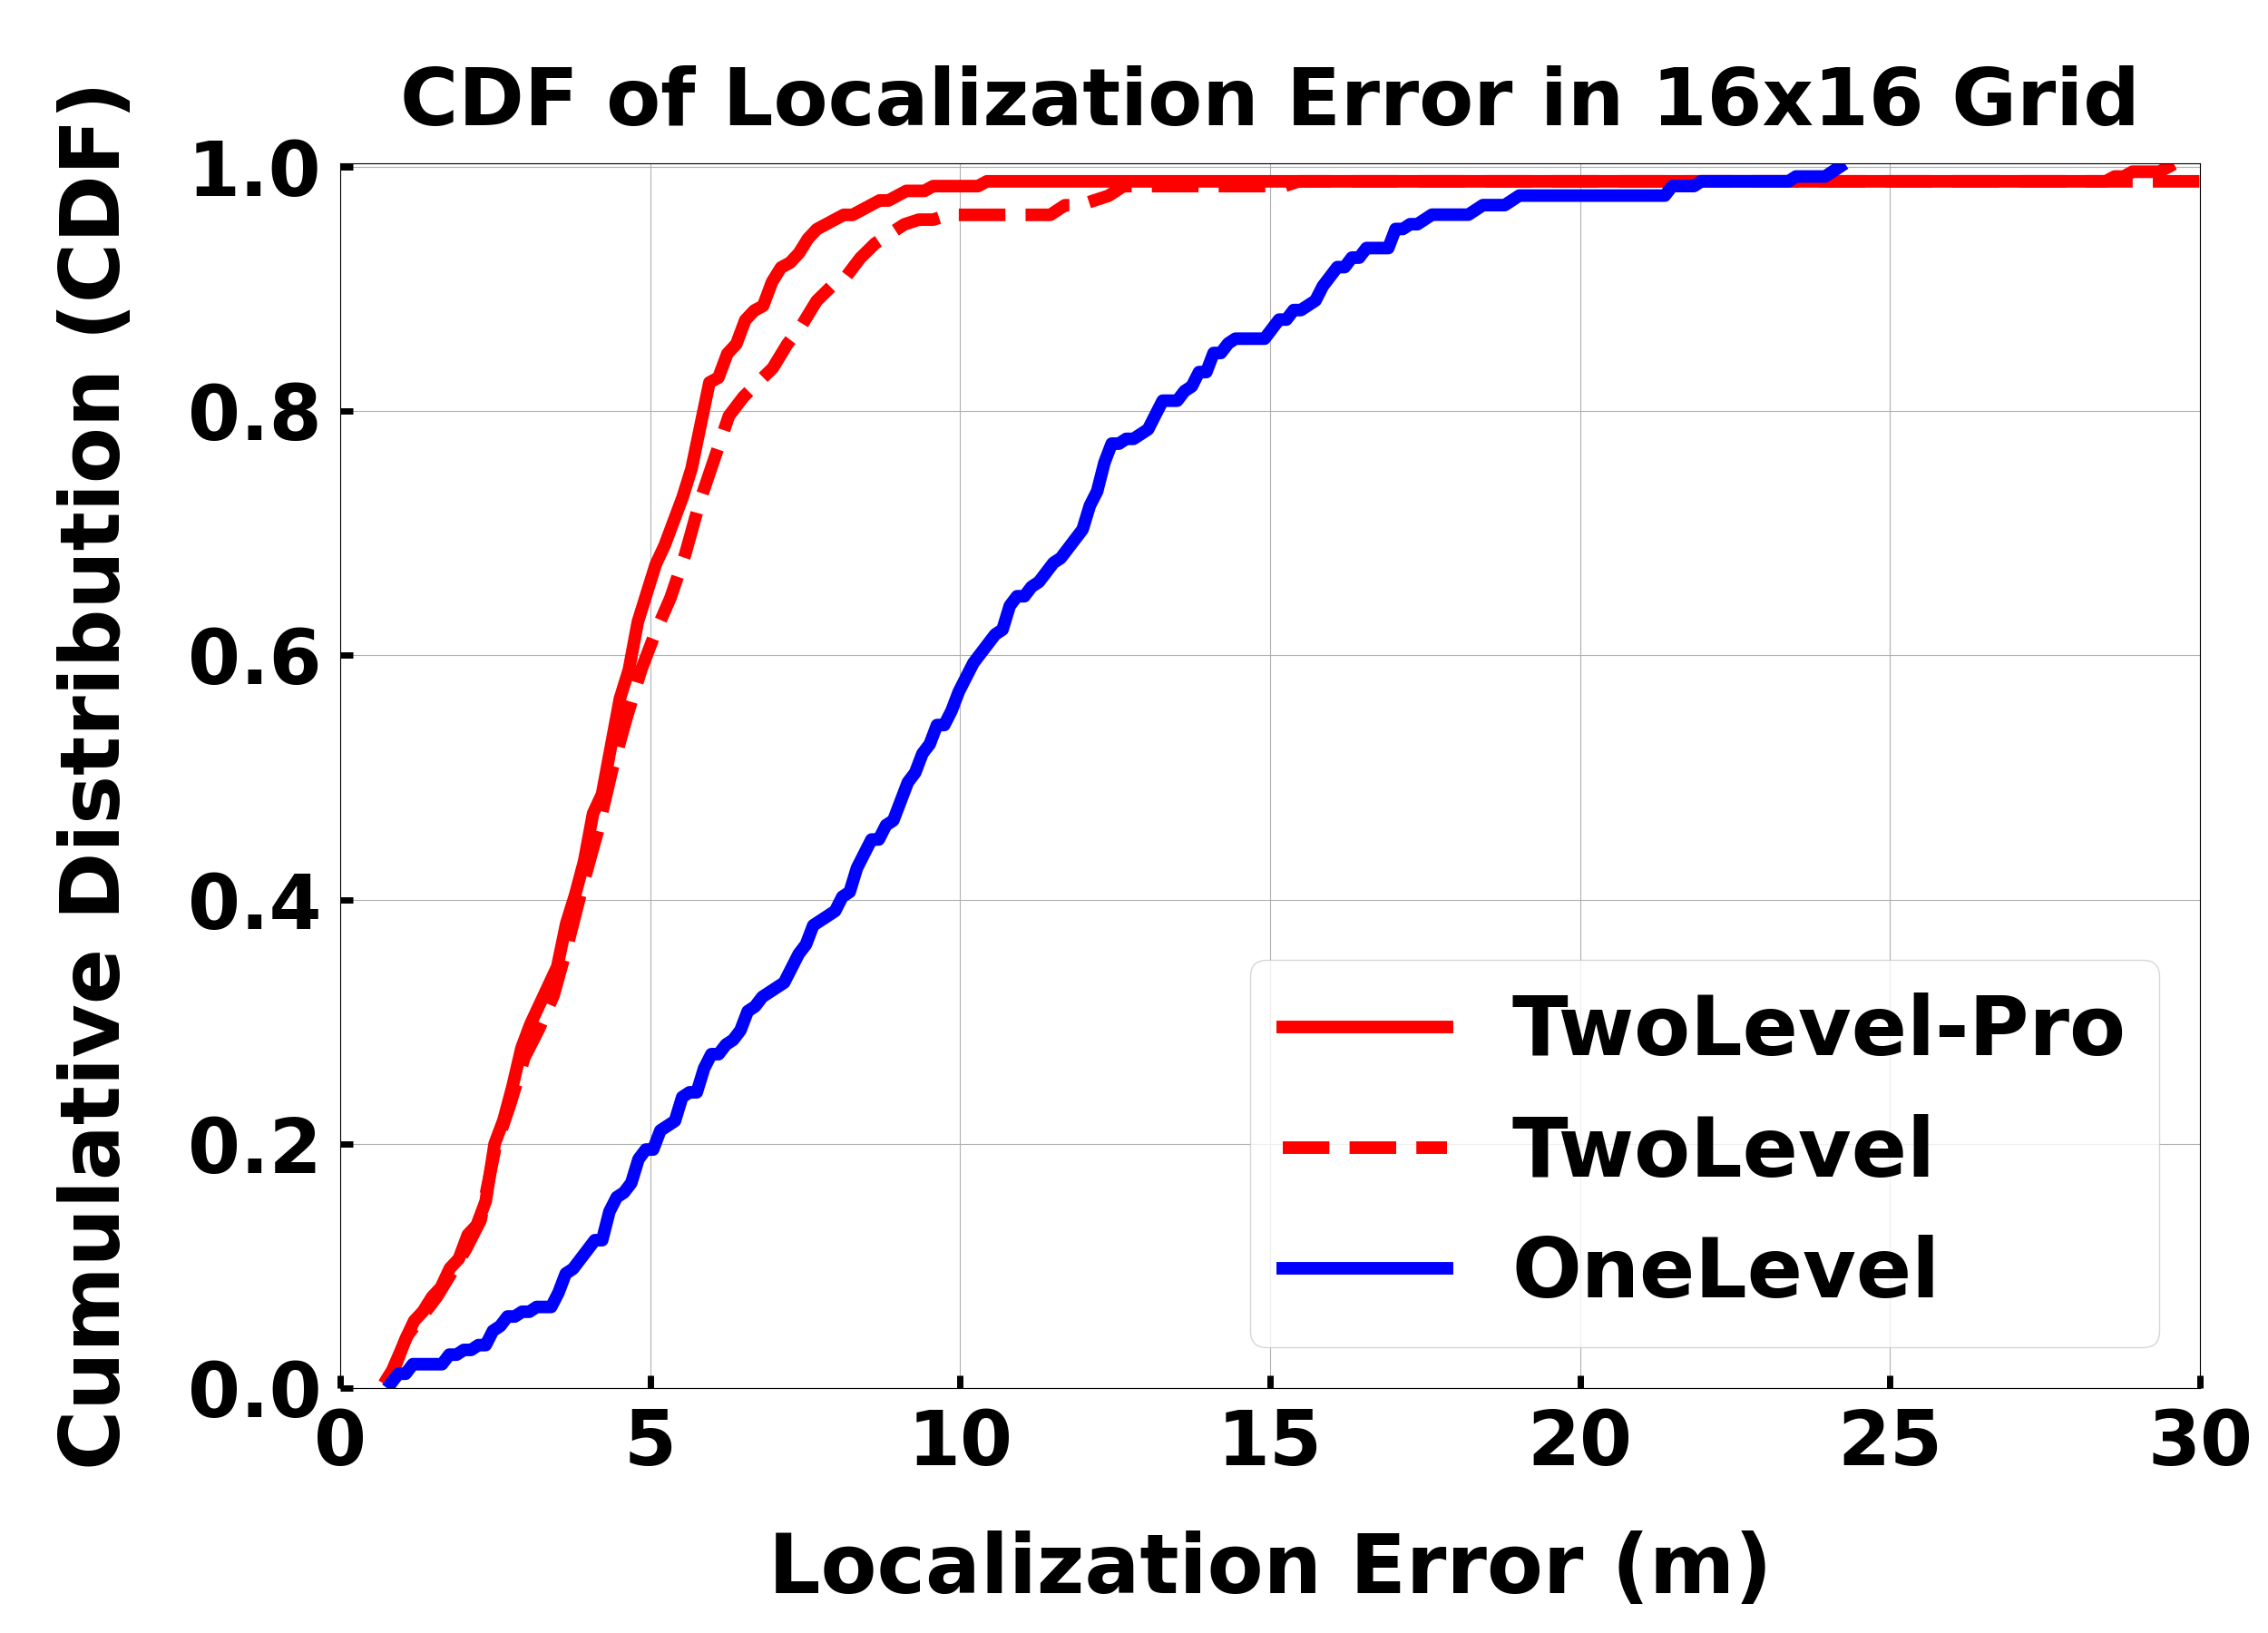 CDF of Localization Error in 16x16 Grid
Cumulative Distribution (CDF)
1.0
0.8
0.6
0.4
0.2
0.0
TwoLevel-Pro
TwoLevel
OneLevel
0 5 10 15 20 25 30
Localization Error (m)